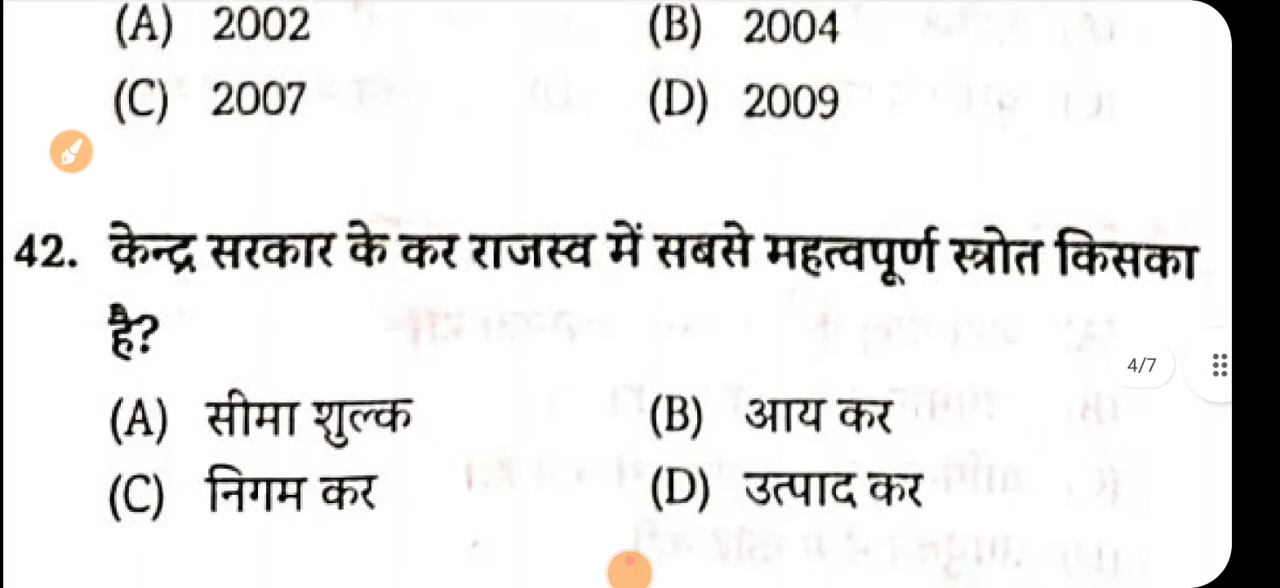 (A) 2002 (B) 2004
(C) 2007 (D) 2009
42. केन्द्र सरकार के कर राजस्व में सबसे महत्वपूर्ण स्त्रोत किसका
है?
4/7
(A) सीमा शुल्क (B) आय कर
(C) निगम कर (D) उत्पाद कर